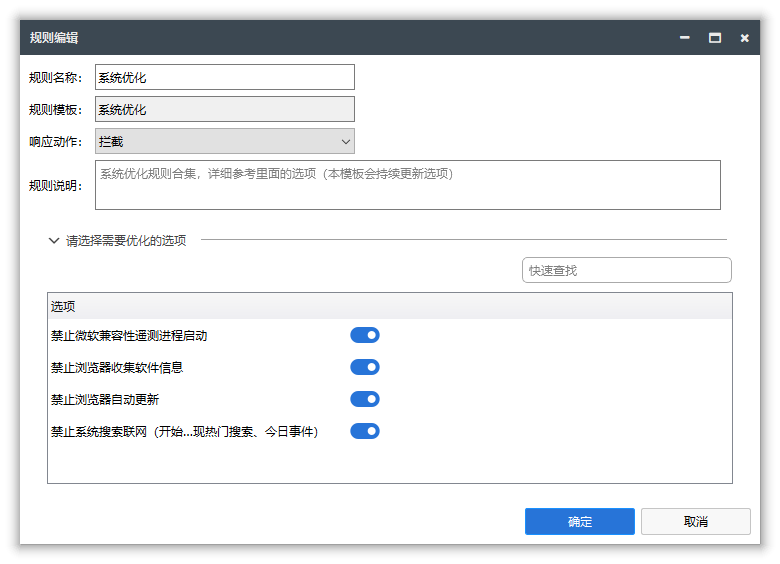 规则编辑
规则名称： 系统优化
规则模板： 系统优化
响应动作： 拦截
规则说明： 系统优化规则合集，详细参考里面的选项（本模板会持续更新选项）
请选择需要优化的选项
快速查找
选项
禁止微软兼容性遥测进程启动
禁止浏览器收集软件信息
禁止浏览器自动更新
禁止系统搜索联网（开始...现热门搜索、今日事件）
确定 取消